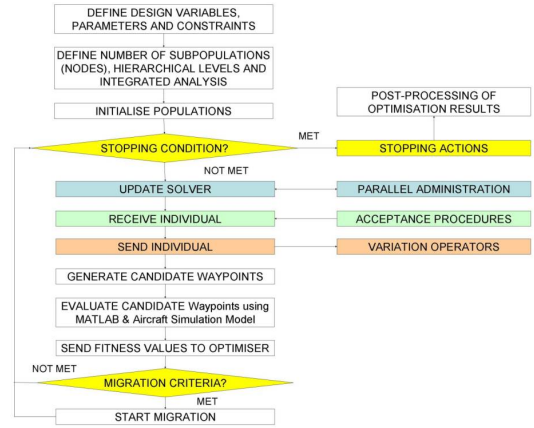 DEFINE DESIGN VARIABLES,
PARAMETERS AND CONSTRAINTS
DEFINE NUMBER OF SUBPOPULATIONS
(NODES), HIERARCHICAL LEVELS AND
INTEGRATED ANALYSIS
INITIALISE POPULATIONS
POST-PROCESSING OF
OPTIMISATION RESULTS
MET
STOPPING CONDITION?
STOPPING ACTIONS
NOT MET
UPDATE SOLVER
PARALLEL ADMINISTRATION
RECEIVE INDIVIDUAL
ACCEPTANCE PROCEDURES
SEND INDIVIDUAL
VARIATION OPERATORS
GENERATE CANDIDATE WAYPOINTS
EVALUATE CANDIDATE Waypoints using
MATLAB & Aircraft Simulation Model
SEND FITNESS VALUES TO OPTIMISER
NOT MET
MIGRATION CRITERIA?
MET
START MIGRATION